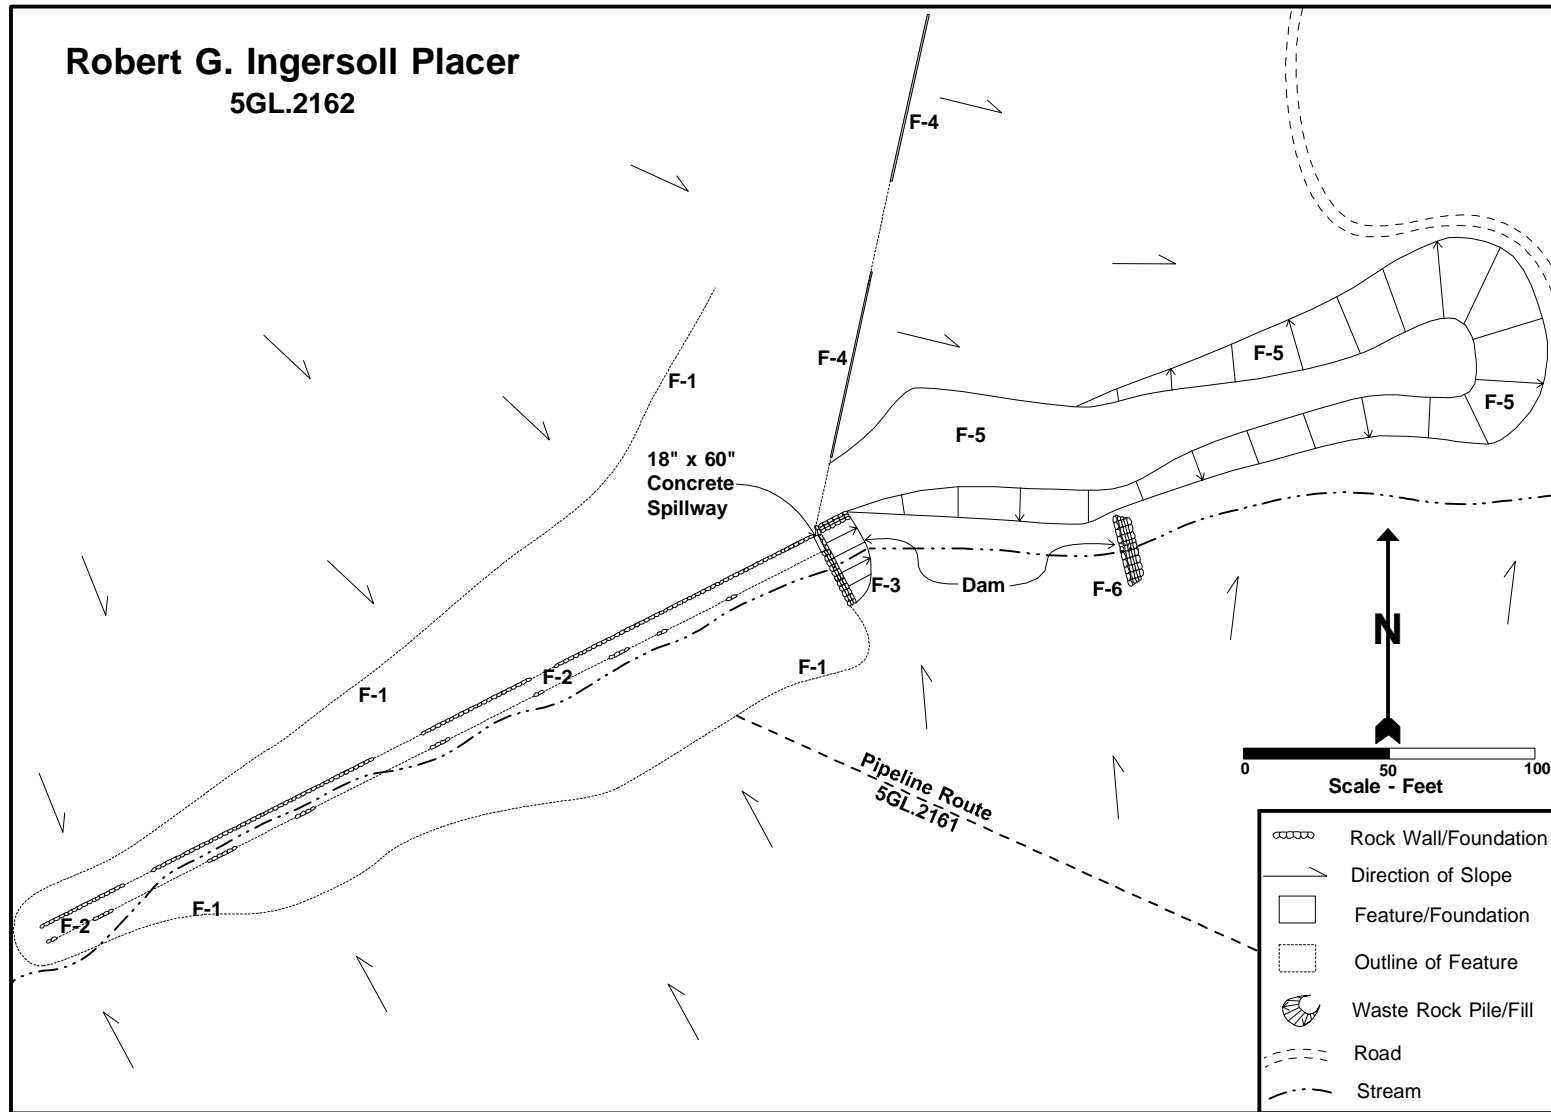 Robert G. Ingersoll Placer
5GL.2162
F-4
F-4
F-1
F-5
F-5
F-5
18" x 60"
Concrete
Spillway
F-3
Dam
F-6
F-2
F-1
F-1
N
Pipeline Route
5GL.2161
0 50 100
Scale - Feet
F-1
F-2
Rock Wall/Foundation
Direction of Slope
Feature/Foundation
Outline of Feature
Waste Rock Pile/Fill
Road
Stream